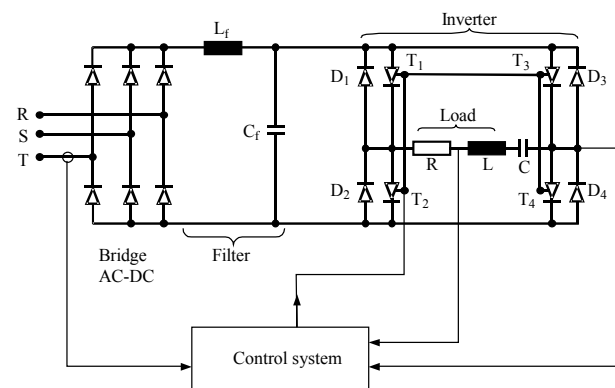 Inverter
L_f
T_1
T_3
D_1
D_3
R
Load
C_f
S
T
R
L
C
D_2
T_2
T_4
D_4
Bridge
AC-DC
Filter
Control system